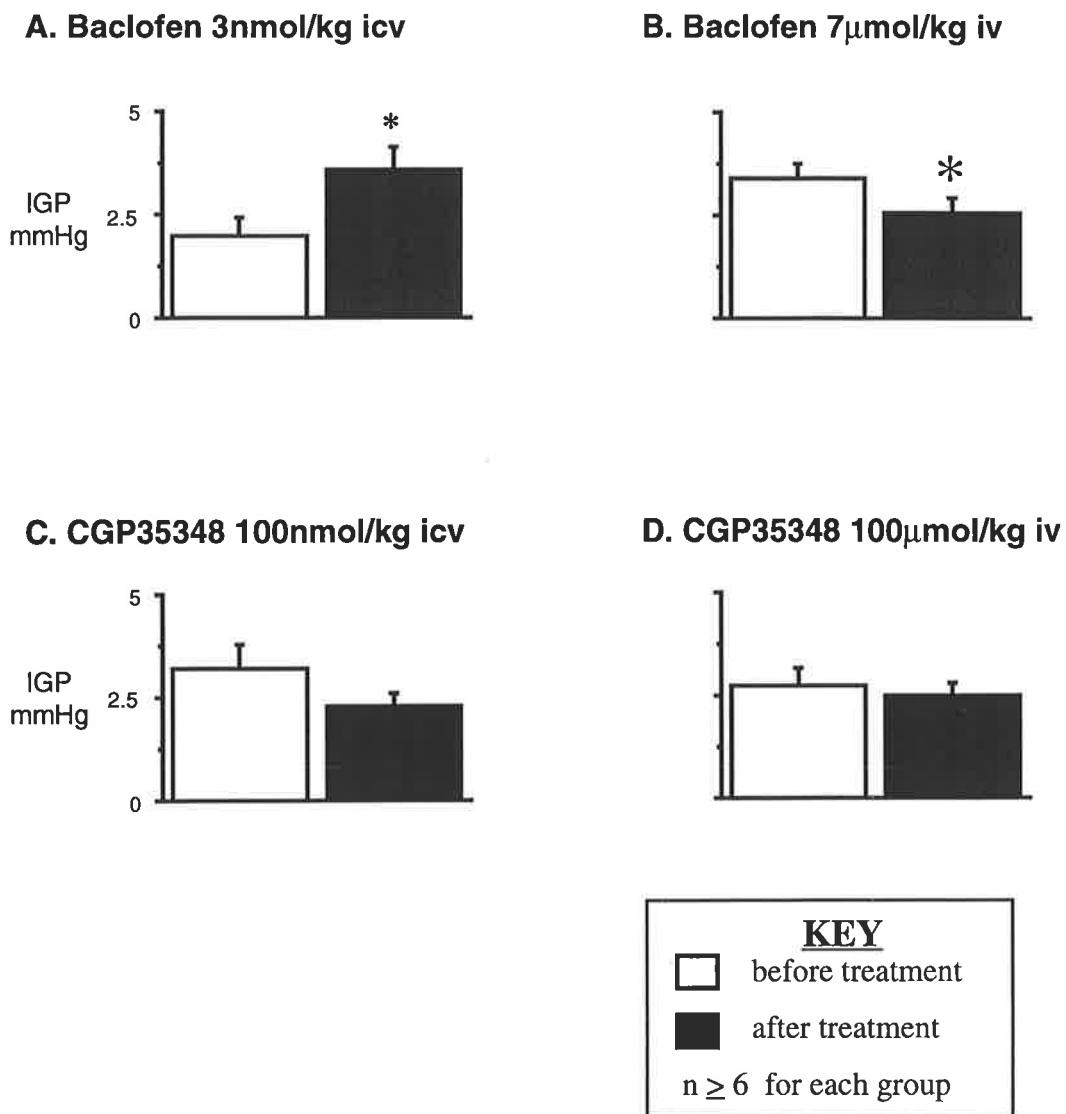 A. Baclofen 3nmol/kg icv
5
*
IGP
mmHg
2.5
0
B. Baclofen 7μmol/kg iv
*
C. CGP35348 100nmol/kg icv
5
IGP
mmHg
2.5
0
D. CGP35348 100μmol/kg iv
KEY
before treatment
after treatment
n ≥ 6 for each group